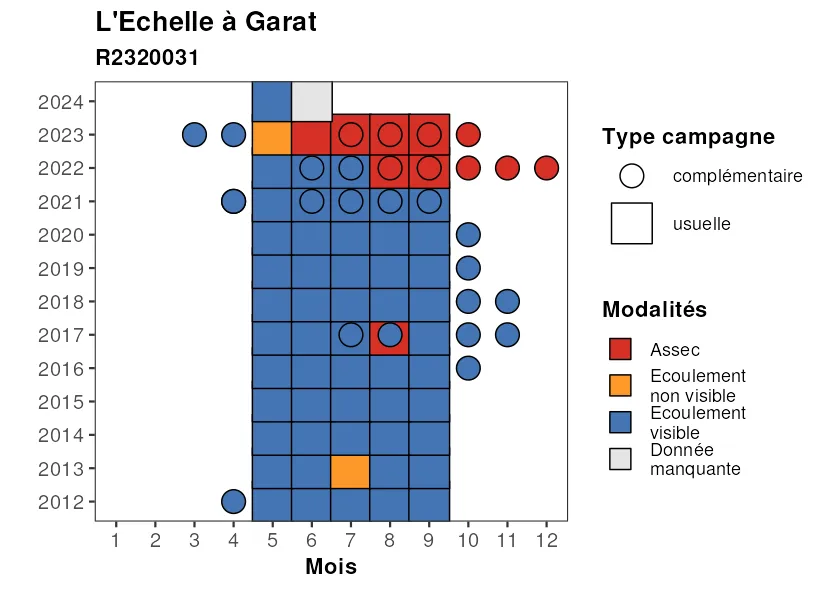 L'Echelle à Garat
R2320031
2024
2023
2022
2021
2020
2019
2018
2017
2016
2015
2014
2013
2012
1 2 3 4 5 6 7 8 9 10 11 12
Mois
Type campagne
complémentaire
usuelle
Modalités
Assec
Ecoulement
non visible
Ecoulement
visible
Donnée
manquante